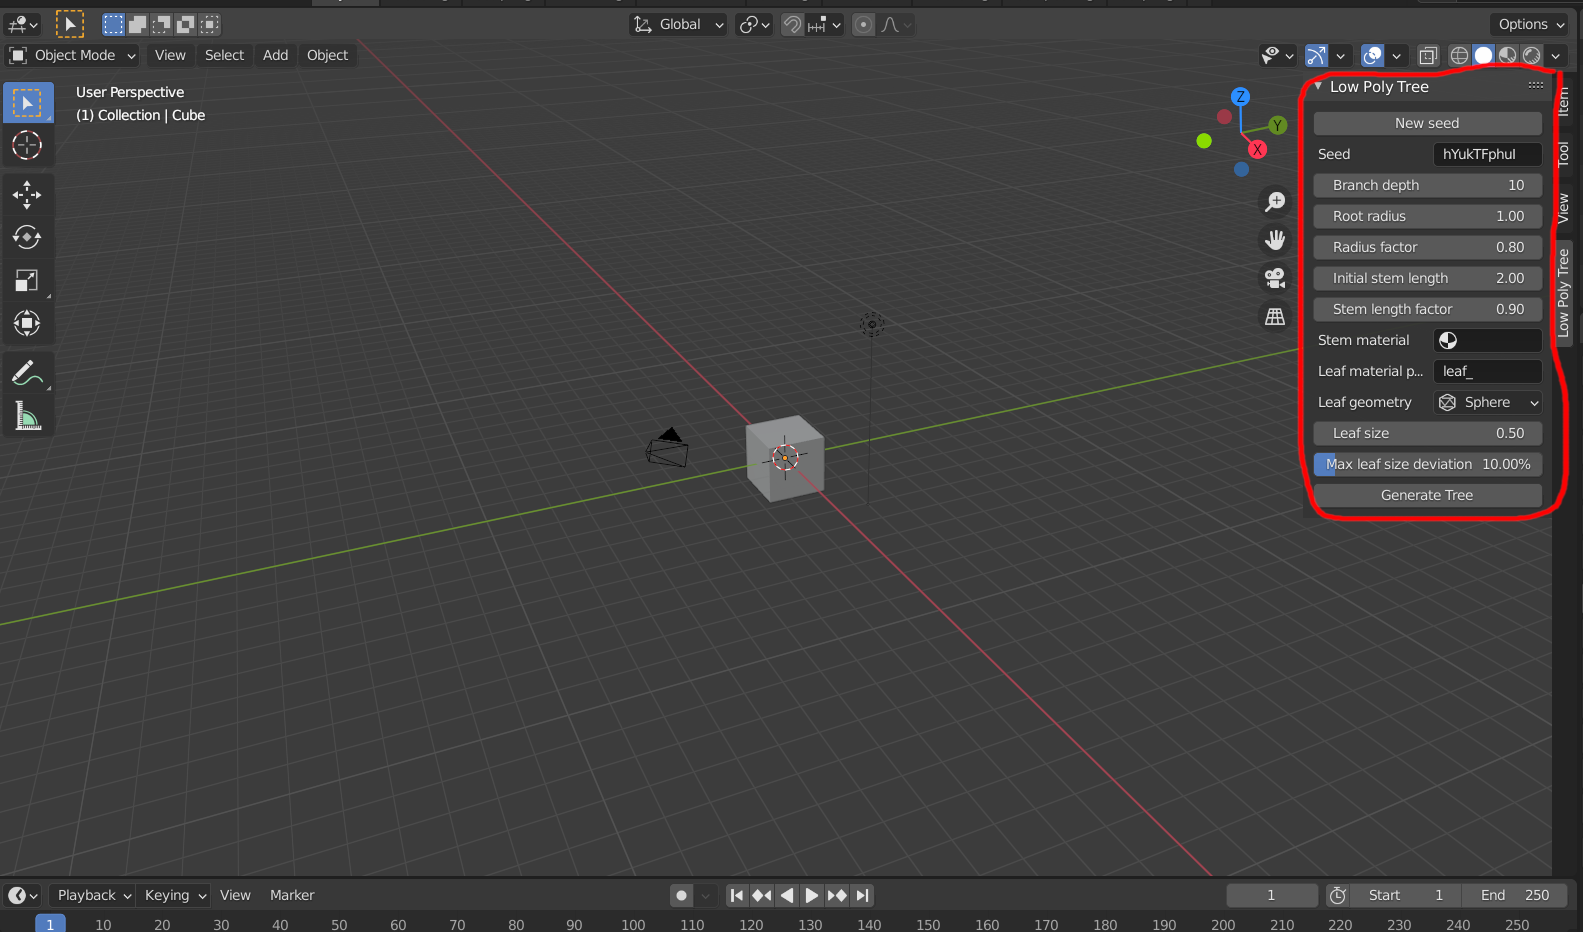 Global
Options
Object Mode
View
Select
Add
Object
User Perspective
(1) Collection | Cube
Z
Y
X
Low Poly Tree
New seed
Seed
hYukTFphul
Branch depth 10
Root radius 1.00
Radius factor 0.80
Initial stem length 2.00
Stem length factor 0.90
Stem material
Leaf material p...
leaf_
Leaf geometry
Sphere
Leaf size 0.50
Max leaf size deviation 10.00%
Generate Tree
Item
Tool
View
Low Poly Tree
Playback
Keying
View
Marker
1
Start 1
End 250
1 10 20 30 40 50 60 70 80 90 100 110 120 130 140 150 160 170 180 190 200 210 220 230 240 250